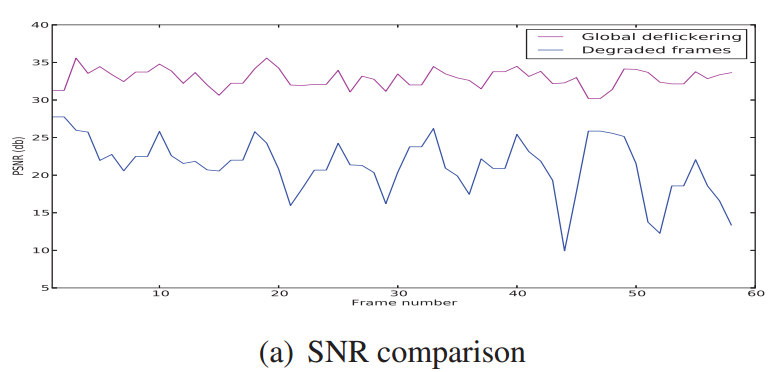 40
35
30
25
20
15
10
5
PSNR (db)
Global deflickering
Degraded frames
10 20 30 40 50 60
Frame number
(a) SNR comparison